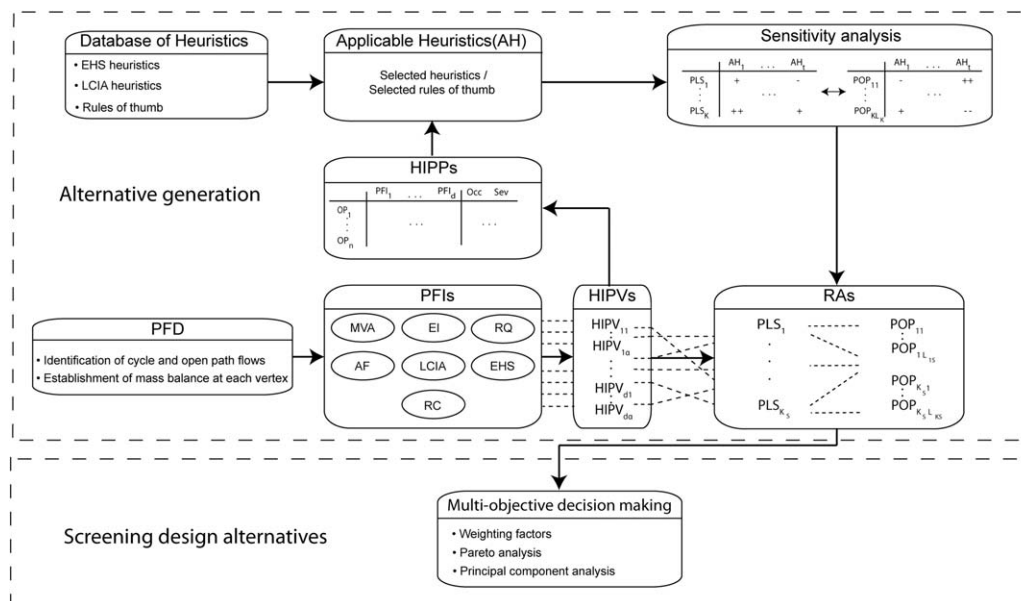 Database of Heuristics
• EHS heuristics
• LCIA heuristics
• Rules of thumb
Applicable Heuristics(AH)
Selected heuristics /
Selected rules of thumb
Sensitivity analysis
AH1 . . . AHt
PLS1 + -
. . .
PLSK ++ +
AH1 . . . AHt
POP11 - ++
. . .
POPKLK + --
Alternative generation
HIPPs
PFI1 . . . PFId Occ Sev
OP1
. . . . . .
OPn
PFD
• Identification of cycle and open path flows
• Establishment of mass balance at each vertex
PFIs
MVA EI RQ
AF LCIA EHS
RC
HIPVs
HIPV11
HIPV1α
HIPVd1
HIPVdα
RAs
PLS1
PLSKS
POP11
POP1L1S
POPKS1
POPKSLKS
Screening design alternatives
Multi-objective decision making
• Weighting factors
• Pareto analysis
• Principal component analysis